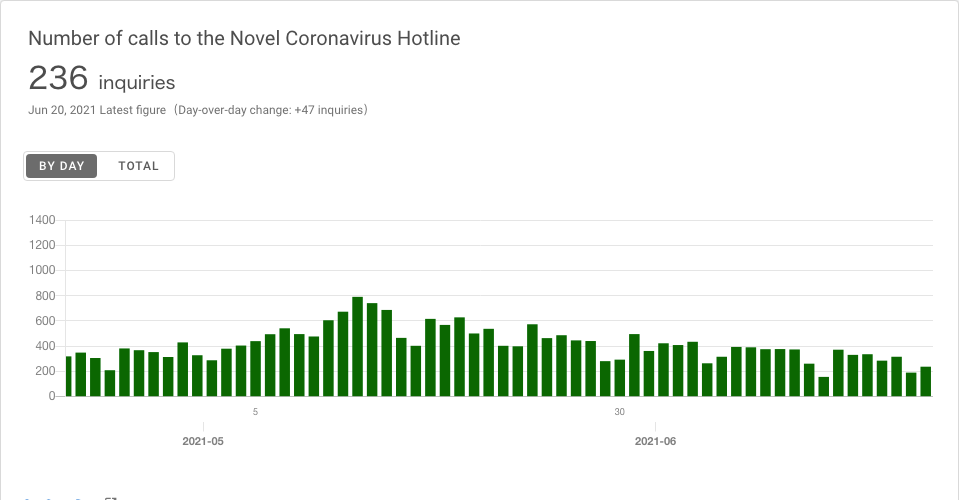 Number of calls to the Novel Coronavirus Hotline
236 inquiries
Jun 20, 2021 Latest figure（Day-over-day change: +47 inquiries）
BY DAY TOTAL
1400
1200
1000
800
600
400
200
0
5 30
2021-05 2021-06